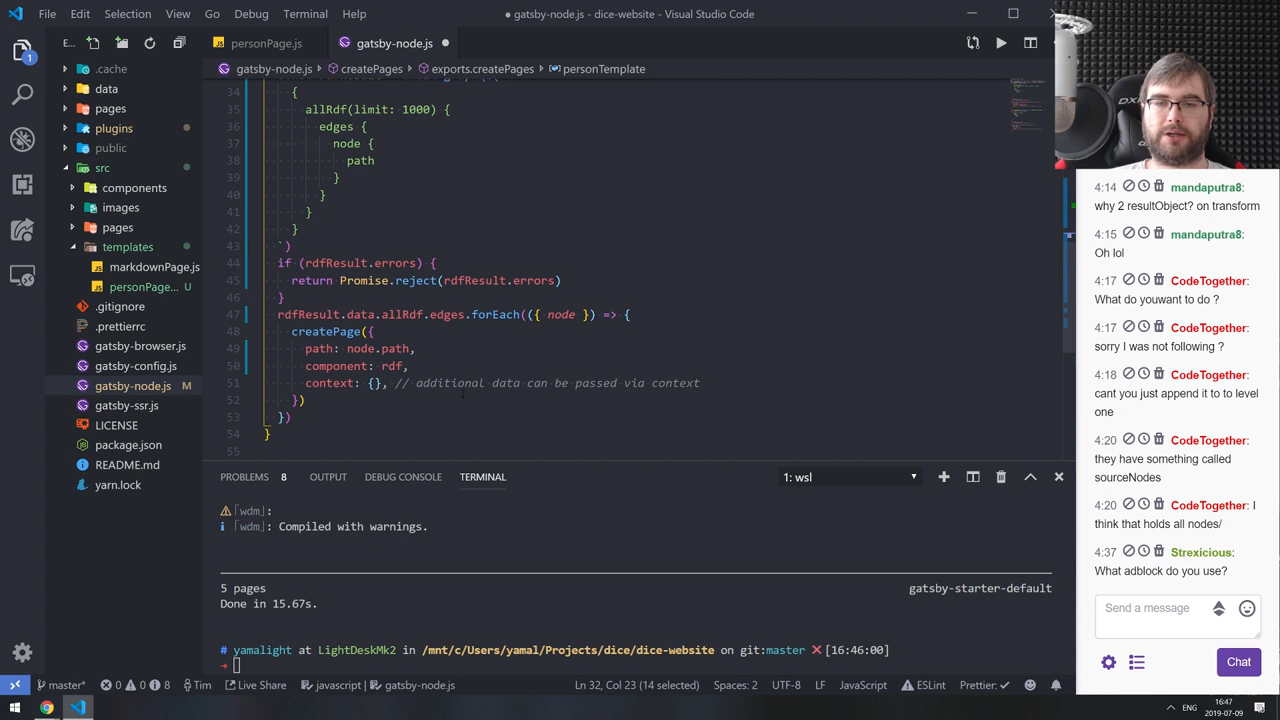 File Edit Selection View Go Debug Terminal Help
● gatsby-node.js - dice-website - Visual Studio Code
E...
personPage.js
gatsby-node.js ●
gatsby-node.js › createPages › exports.createPages › personTemplate
1
.cache
data
pages
plugins
public
src
components
images
pages
templates
markdownPage.js
personPage... U
.gitignore
.prettierrc
gatsby-browser.js
gatsby-config.js
gatsby-node.js M
gatsby-ssr.js
LICENSE
package.json
README.md
yarn.lock
34 {
35 allRdf(limit: 1000) {
36 edges {
37 node {
38 path
39 }
40 }
41 }
42 }
43 `)
44 if (rdfResult.errors) {
45 return Promise.reject(rdfResult.errors)
46 }
47 rdfResult.data.allRdf.edges.forEach(({ node }) => {
48 createPage({
49 path: node.path,
50 component: rdf,
51 context: {}, // additional data can be passed via context
52 })
53 })
54 }
55
PROBLEMS 8 OUTPUT DEBUG CONSOLE TERMINAL
1: wsl
⚠ ｢wdm｣:
ℹ ｢wdm｣: Compiled with warnings.
5 pages gatsby-starter-default
Done in 15.67s.
# yamalight at LightDeskMk2 in /mnt/c/Users/yamal/Projects/dice/dice-website on git:master ❌ [16:46:00]
→
master* 0 0 8 Tim Live Share javascript | gatsby-node.js Ln 32, Col 23 (14 selected) Spaces: 2 UTF-8 LF JavaScript ESLint Prettier: ✓
ENG
16:47
2019-07-09
4:14 mandaputra8:
why 2 resultObject? on transform
4:15 mandaputra8:
Oh lol
4:17 CodeTogether:
What do youwant to do ?
4:17 CodeTogether:
sorry I was not following ?
4:18 CodeTogether:
cant you just append it to to level
one
4:20 CodeTogether:
they have something called
sourceNodes
4:20 CodeTogether: I
think that holds all nodes/
4:37 Strexicious:
What adblock do you use?
Send a message
Chat